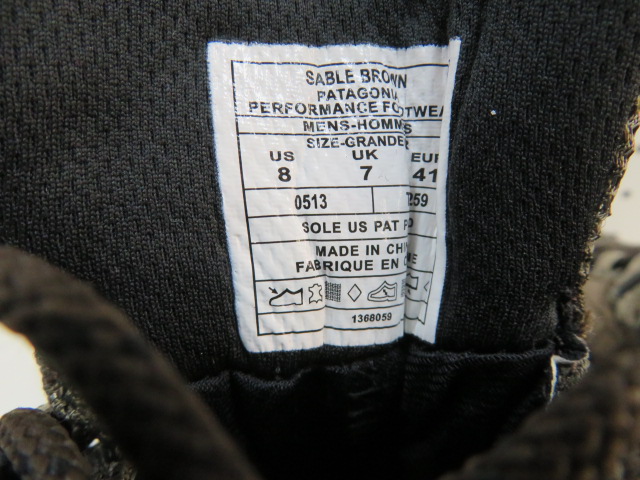 SABLE BROWN
PATAGONIA
PERFORMANCE FOOTWEA
MENS-HOMMES
SIZE-GRANDE
US UK EUR
8 7 41
0513
SOLE US PAT
MADE IN CHI
FABRIQUE EN
1368059